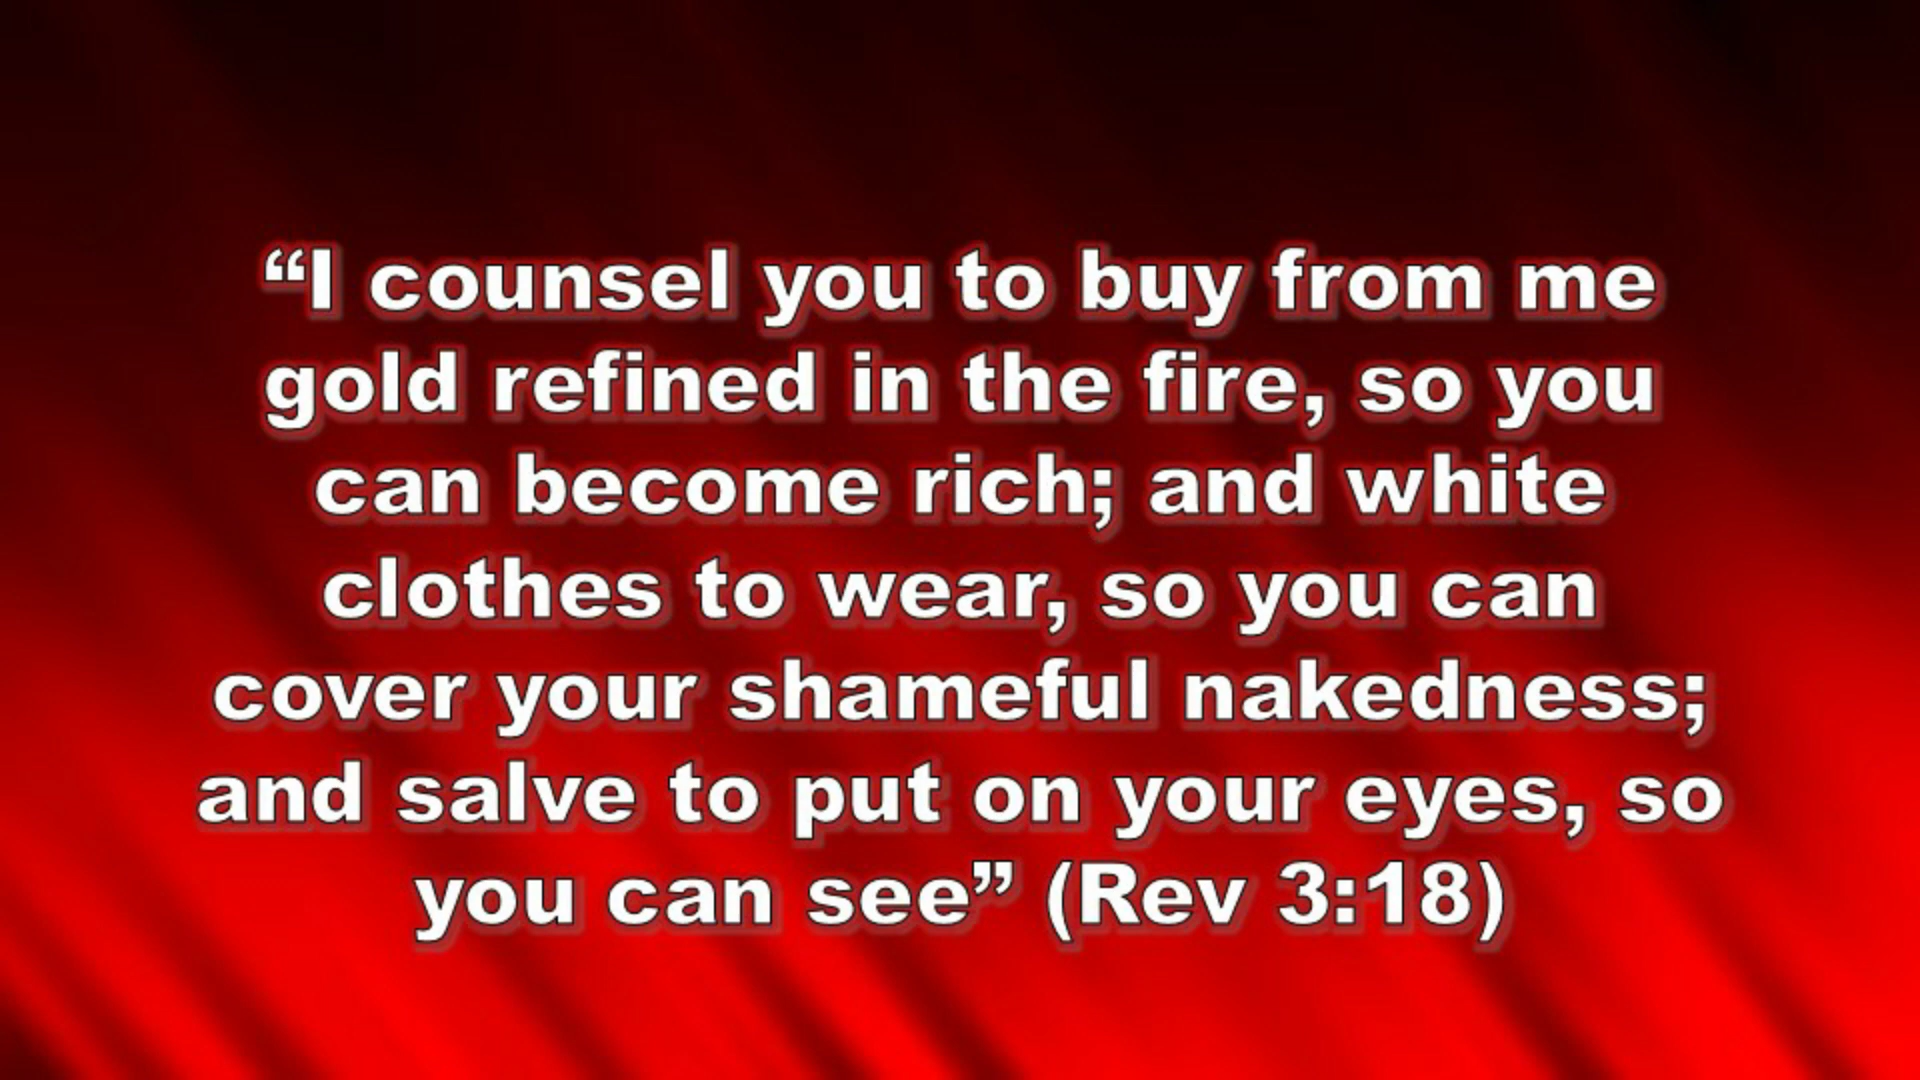 “I counsel you to buy from me
gold refined in the fire, so you
can become rich; and white
clothes to wear, so you can
cover your shameful nakedness;
and salve to put on your eyes, so
you can see” (Rev 3:18)